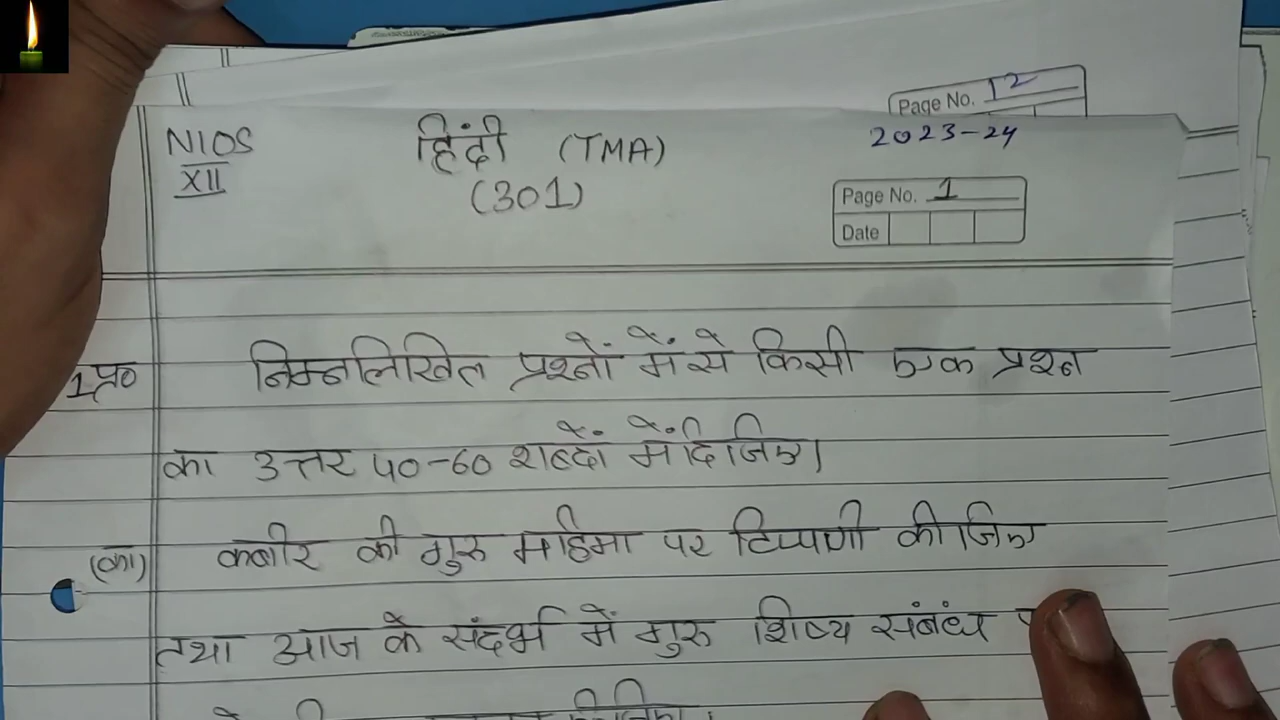 Page No. 12
NIOS हिंदी (TMA) 2023-24
XII (301)
Page No. 1
Date
1प्र० निम्नलिखित प्रश्नों में से किसी एक प्रश्न
का उत्तर 40-60 शब्दों में दिजिए।
(का) कबीर की गुरु महिमा पर टिप्पणी कीजिए
तथा आज के संदर्भ में गुरु शिष्य संबंध